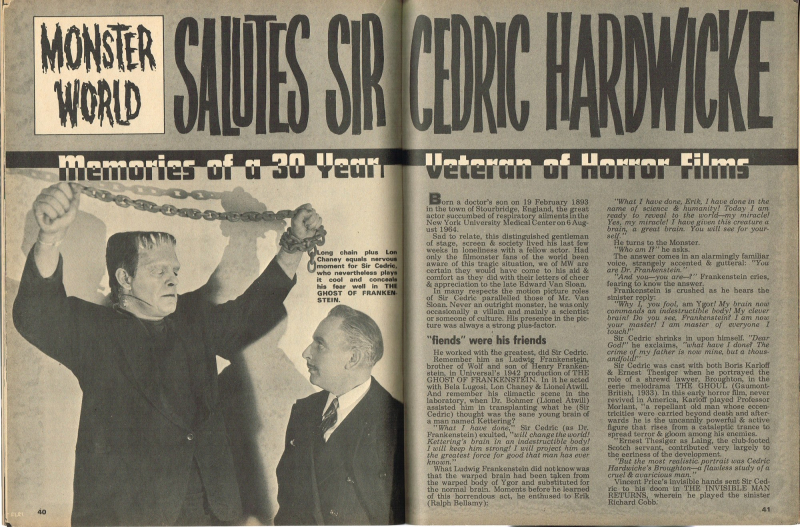 MONSTER
WORLD
SALUTES SIR CEDRIC HARDWICKE
Memories of a 30 Year Veteran of Horror Films
Long chain plus Lon
Chaney equals nervous
moment for Sir Cedric,
who nevertheless plays
it cool and conceals
his fear well in THE
GHOST OF FRANKEN-
STEIN.
40
Born a doctor's son on 19 February 1893
in the town of Stourbridge, England, the great
actor succumbed of respiratory ailments in the
New York University Medical Center on 6 Aug-
ust 1964.
Sad to relate, this distinguished gentleman
of stage, screen & society lived his last few
weeks in loneliness with a fellow actor. Had
only the filmonster fans of the world been
aware of this tragic situation, we of MW are
certain they would have come to his aid &
comfort as they did with their letters of cheer
& appreciation to the late Edward Van Sloan.
In many respects the motion picture roles
of Sir Cedric parallelled those of Mr. Van
Sloan. Never an outright monster, he was only
occasionally a villain and mainly a scientist
or someone of culture. His presence in the pic-
ture was always a strong plus-factor.
"fiends" were his friends
He worked with the greatest, did Sir Cedric.
Remember him as Ludwig Frankenstein,
brother of Wolf and son of Henry Franken-
stein, in Universal's 1942 production of THE
GHOST OF FRANKENSTEIN. In it he acted
with Bela Lugosi, Lon Chaney & Lionel Atwill.
And remember his climactic scene in the
laboratory, when Dr. Bohmer (Lionel Atwill)
assisted him in transplanting what he (Sir
Cedric) thought was the sane young brain of
a man named Kettering?
"What I have done," Sir Cedric (as Dr.
Frankenstein) exulted, "will change the world!
Kettering's brain in an indestructible body!
I will keep him strong! I will project him as
the greatest force for good that man has ever
known."
What Ludwig Frankenstein did not know was
that the warped brain had been taken from
the warped body of Ygor and substituted for
the normal brain. Moments before he learned
of this horrendous act, he enthused to Erik
(Ralph Bellamy):
"What I have done, Erik, I have done in the
name of science & humanity! Today I am
ready to reveal to the world—my miracle!
Yes, my miracle! I have given this creature a
brain, a great brain. You will see for your-
self."
He turns to the Monster.
"Who am I?" he asks.
The answer comes in an alarmingly familiar
voice, strangely accented & guttural: "You
are Dr. Frankenstein."
"And you—you are—?" Frankenstein cries,
fearing to know the answer.
Frankenstein is crushed as he hears the
sinister reply:
"Why I, you fool, am Ygor! My brain now
commands an indestructible body! My clever
brain! Do you see, Frankenstein? I am now
your master! I am master of everyone I
touch!"
Sir Cedric shrinks in upon himself. "Dear
God!" he exclaims, "what have I done! The
crime of my father is now mine, but a thous-
andfold!"
Sir Cedric was cast with both Boris Karloff
& Ernest Thesiger when he portrayed the
role of a shrewd lawyer, Broughton, in the
eerie melodrama THE GHOUL (Gaumont-
British, 1933). In this early horror film, never
revived in America, Karloff played Professor
Morlant, "a repellant old man whose eccen-
tricities were carried beyond death and after-
wards he is the uncannily powerful & active
figure that rises from a cataleptic trance to
spread terror & gloom among his enemies.
"Ernest Thesiger as Laing, the club-footed
Scotch servant, contributed very largely to
the eeriness of the development.
"But the most realistic portrait was Cedric
Hardwicke's Broughton—a flawless study of a
cruel & avaricious man."
Vincent Price's invisible hands sent Sir Ced-
ric to his doom in THE INVISIBLE MAN
RETURNS, wherein he played the sinister
Richard Cobb.
41